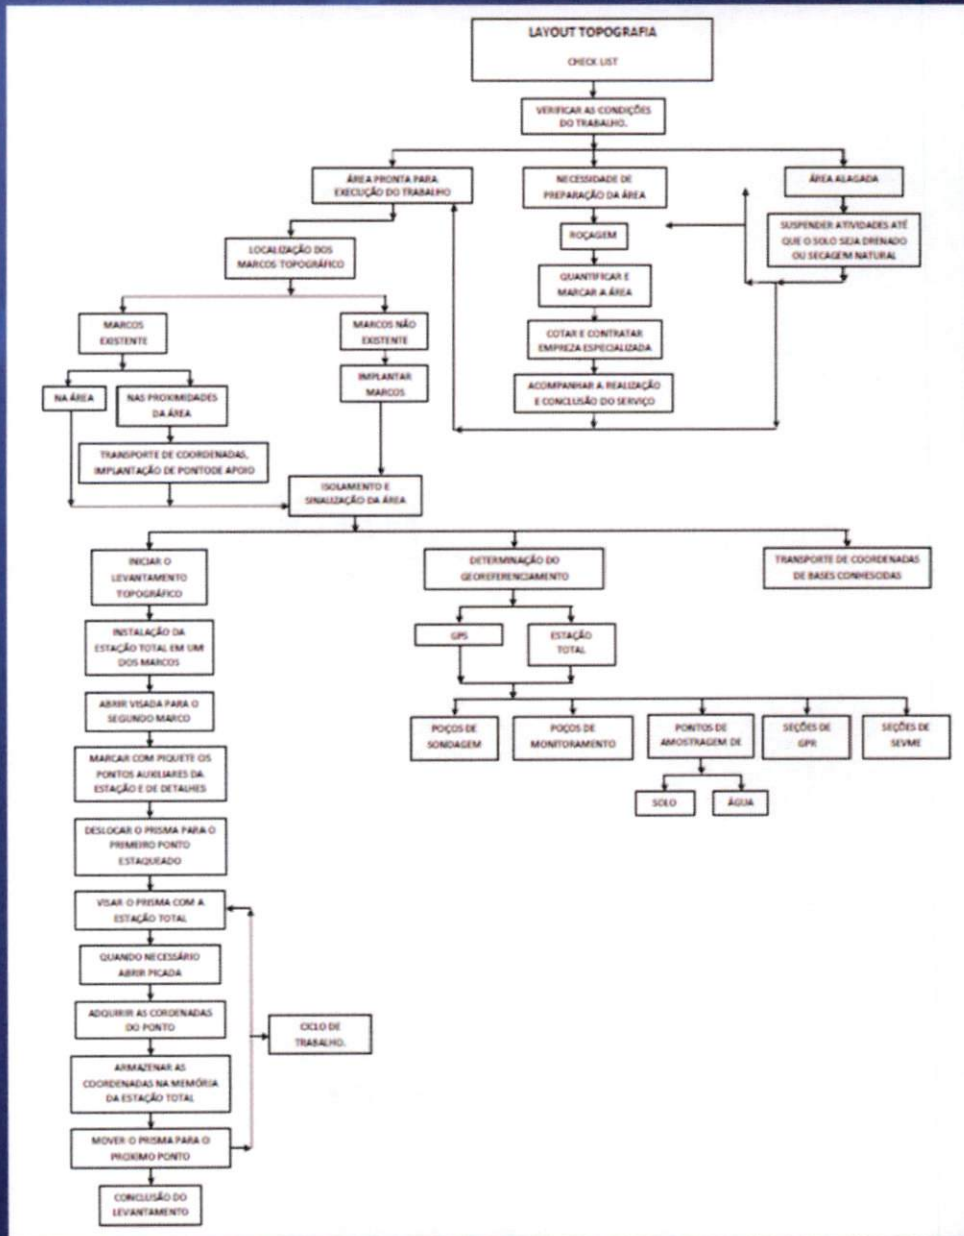 LAYOUT TOPOGRAFIA
CHECK LIST
VERIFICAR AS CONDIÇÕES
DO TRABALHO.
ÁREA PRONTA PARA
EXECUÇÃO DO TRABALHO
NECESSIDADE DE
PREPARAÇÃO DA ÁREA
ÁREA ALAGADA
ROÇAGEM
SUSPENDER ATIVIDADES ATÉ
QUE O SOLO SEJA DRENADO
OU SECAGEM NATURAL
LOCALIZAÇÃO DOS
MARCOS TOPOGRÁFICO
QUANTIFICAR E
MARCAR A ÁREA
MARCOS
EXISTENTE
MARCOS NÃO
EXISTENTE
COTAR E CONTRATAR
EMPREZA ESPECIALIZADA
NA ÁREA
NAS PROXIMIDADES
DA ÁREA
IMPLANTAR
MARCOS
ACOMPANHAR A REALIZAÇÃO
E CONCLUSÃO DO SERVIÇO
TRANSPORTE DE COORDENADAS,
IMPLANTAÇÃO DE PONTODE APOIO
ISOLAMENTO E
SINALIZAÇÃO DA ÁREA
INICIAR O
LEVANTAMENTO
TOPOGRÁFICO
DETERMINAÇÃO DO
GEOREFERENCIAMENTO
TRANSPORTE DE COORDENADAS
DE BASES CONHESCIDAS
INSTALAÇÃO DA
ESTAÇÃO TOTAL EM UM
DOS MARCOS
GPS
ESTAÇÃO
TOTAL
ABRIR VISADA PARA O
SEGUNDO MARCO
POÇOS DE
SONDAGEM
POÇOS DE
MONITORAMENTO
PONTOS DE
AMOSTRAGEM DE
SEÇÕES DE
GPR
SEÇÕES DE
SEVME
MARCAR COM PIQUETE OS
PONTOS AUXILIARES DA
ESTAÇÃO E DE DETALHES
SOLO
ÁGUA
DESLOCAR O PRISMA PARA O
PRIMEIRO PONTO
ESTAQUEADO
VISAR O PRISMA COM A
ESTAÇÃO TOTAL
QUANDO NECESSÁRIO
ABRIR PICADA
ADQUIRIR AS CORDENADAS
DO PONTO
CICLO DE
TRABALHO.
ARMAZENAR AS
COORDENADAS NA MEMÓRIA
DA ESTAÇÃO TOTAL
MOVER O PRISMA PARA O
PROXIMO PONTO
CONCLUSÃO DO
LEVANTAMENTO